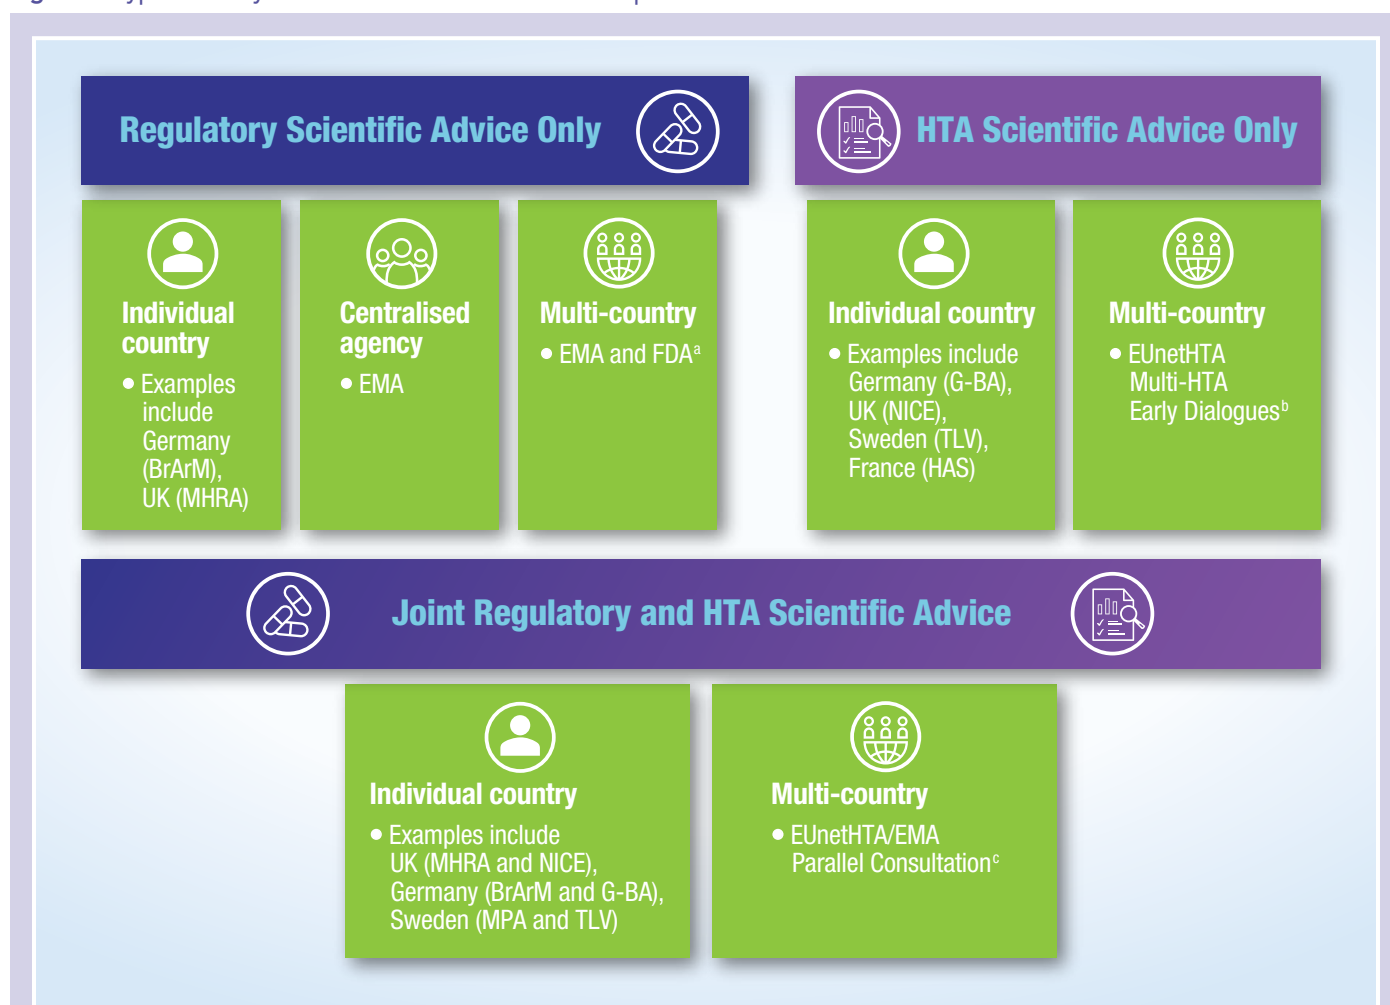 Regulatory Scientific Advice Only
HTA Scientific Advice Only
Individual
country
• Examples
include
Germany
(BrArM),
UK (MHRA)
Centralised
agency
• EMA
Multi-country
• EMA and FDAᵃ
Individual country
• Examples include
Germany (G-BA),
UK (NICE),
Sweden (TLV),
France (HAS)
Multi-country
• EUnetHTA
Multi-HTA
Early Dialoguesᵇ
Joint Regulatory and HTA Scientific Advice
Individual country
• Examples include
UK (MHRA and NICE),
Germany (BrArM and G-BA),
Sweden (MPA and TLV)
Multi-country
• EUnetHTA/EMA
Parallel Consultationᶜ